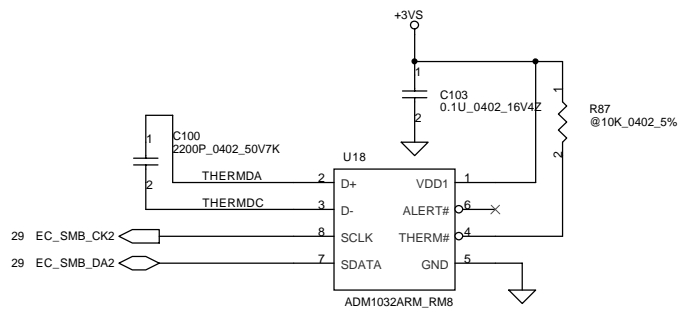 +3VS
1
C103
0.1U_0402_16V4Z
2
1
R87
@10K_0402_5%
2
1
C100
2200P_0402_50V7K
2
U18
THERMDA 2 D+ VDD1 1
THERMDC 3 D- ALERT# 6
29 EC_SMB_CK2 8 SCLK THERM# 4
29 EC_SMB_DA2 7 SDATA GND 5
ADM1032ARM_RM8